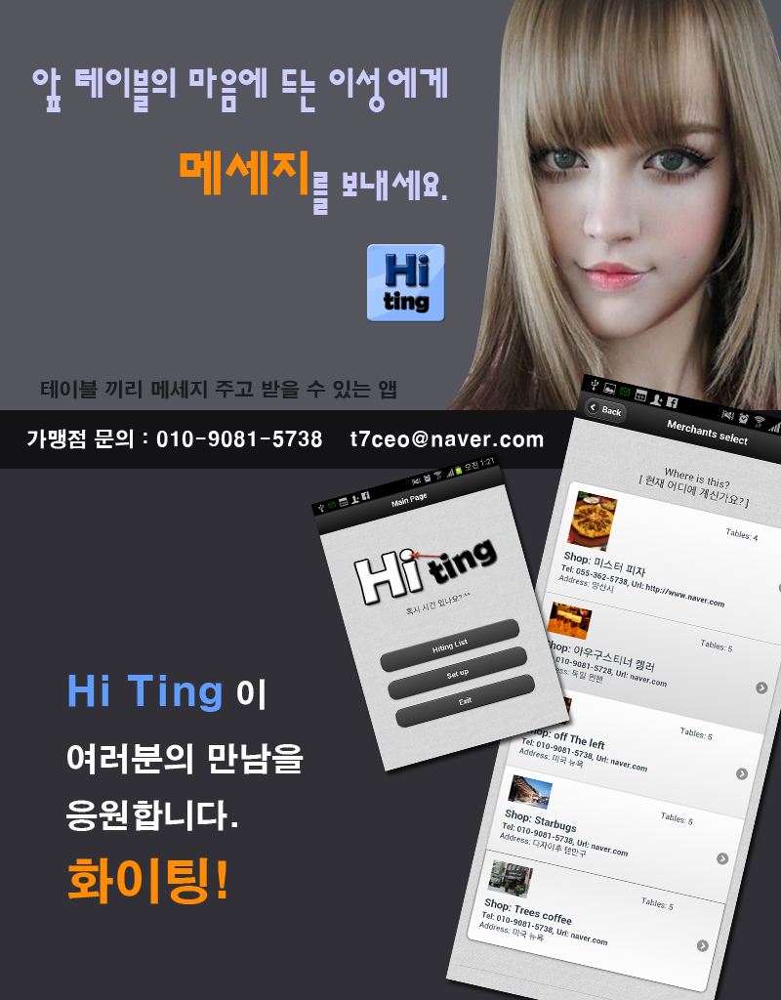 앞 테이블의 마음에 드는 이성에게
메세지를 보내세요.
Hi
ting
테이블 끼리 메세지 주고 받을 수 있는 앱
가맹점 문의 : 010-9081-5738 t7ceo@naver.com
오전 1:21
Main Page
Hi ting
혹시 시간 있나요? ^^
Hiting List
Set up
Exit
Back
Merchants select
Where is this?
[ 현재 어디에 계신가요? ]
Tables: 4
Shop: 미스터 피자
Tel: 055-362-5738, Url: http://www.naver.com
Address: 양산시
Tables: 5
Shop: 아우구스티너 켈러
Tel: 010-9081-5728, Url: naver.com
Address: 독일 뮌헨
Tables: 5
Shop: off The left
Tel: 010-9081-5738, Url: naver.com
Address: 미국 뉴욕
Tables: 5
Shop: Starbugs
Tel: 010-9081-5738, Url: naver.com
Address: 다자이후 텐만구
Tables: 5
Shop: Trees coffee
Tel: 010-9081-5738, Url: naver.com
Address: 미국 뉴욕
Hi Ting 이
여러분의 만남을
응원합니다.
화이팅!